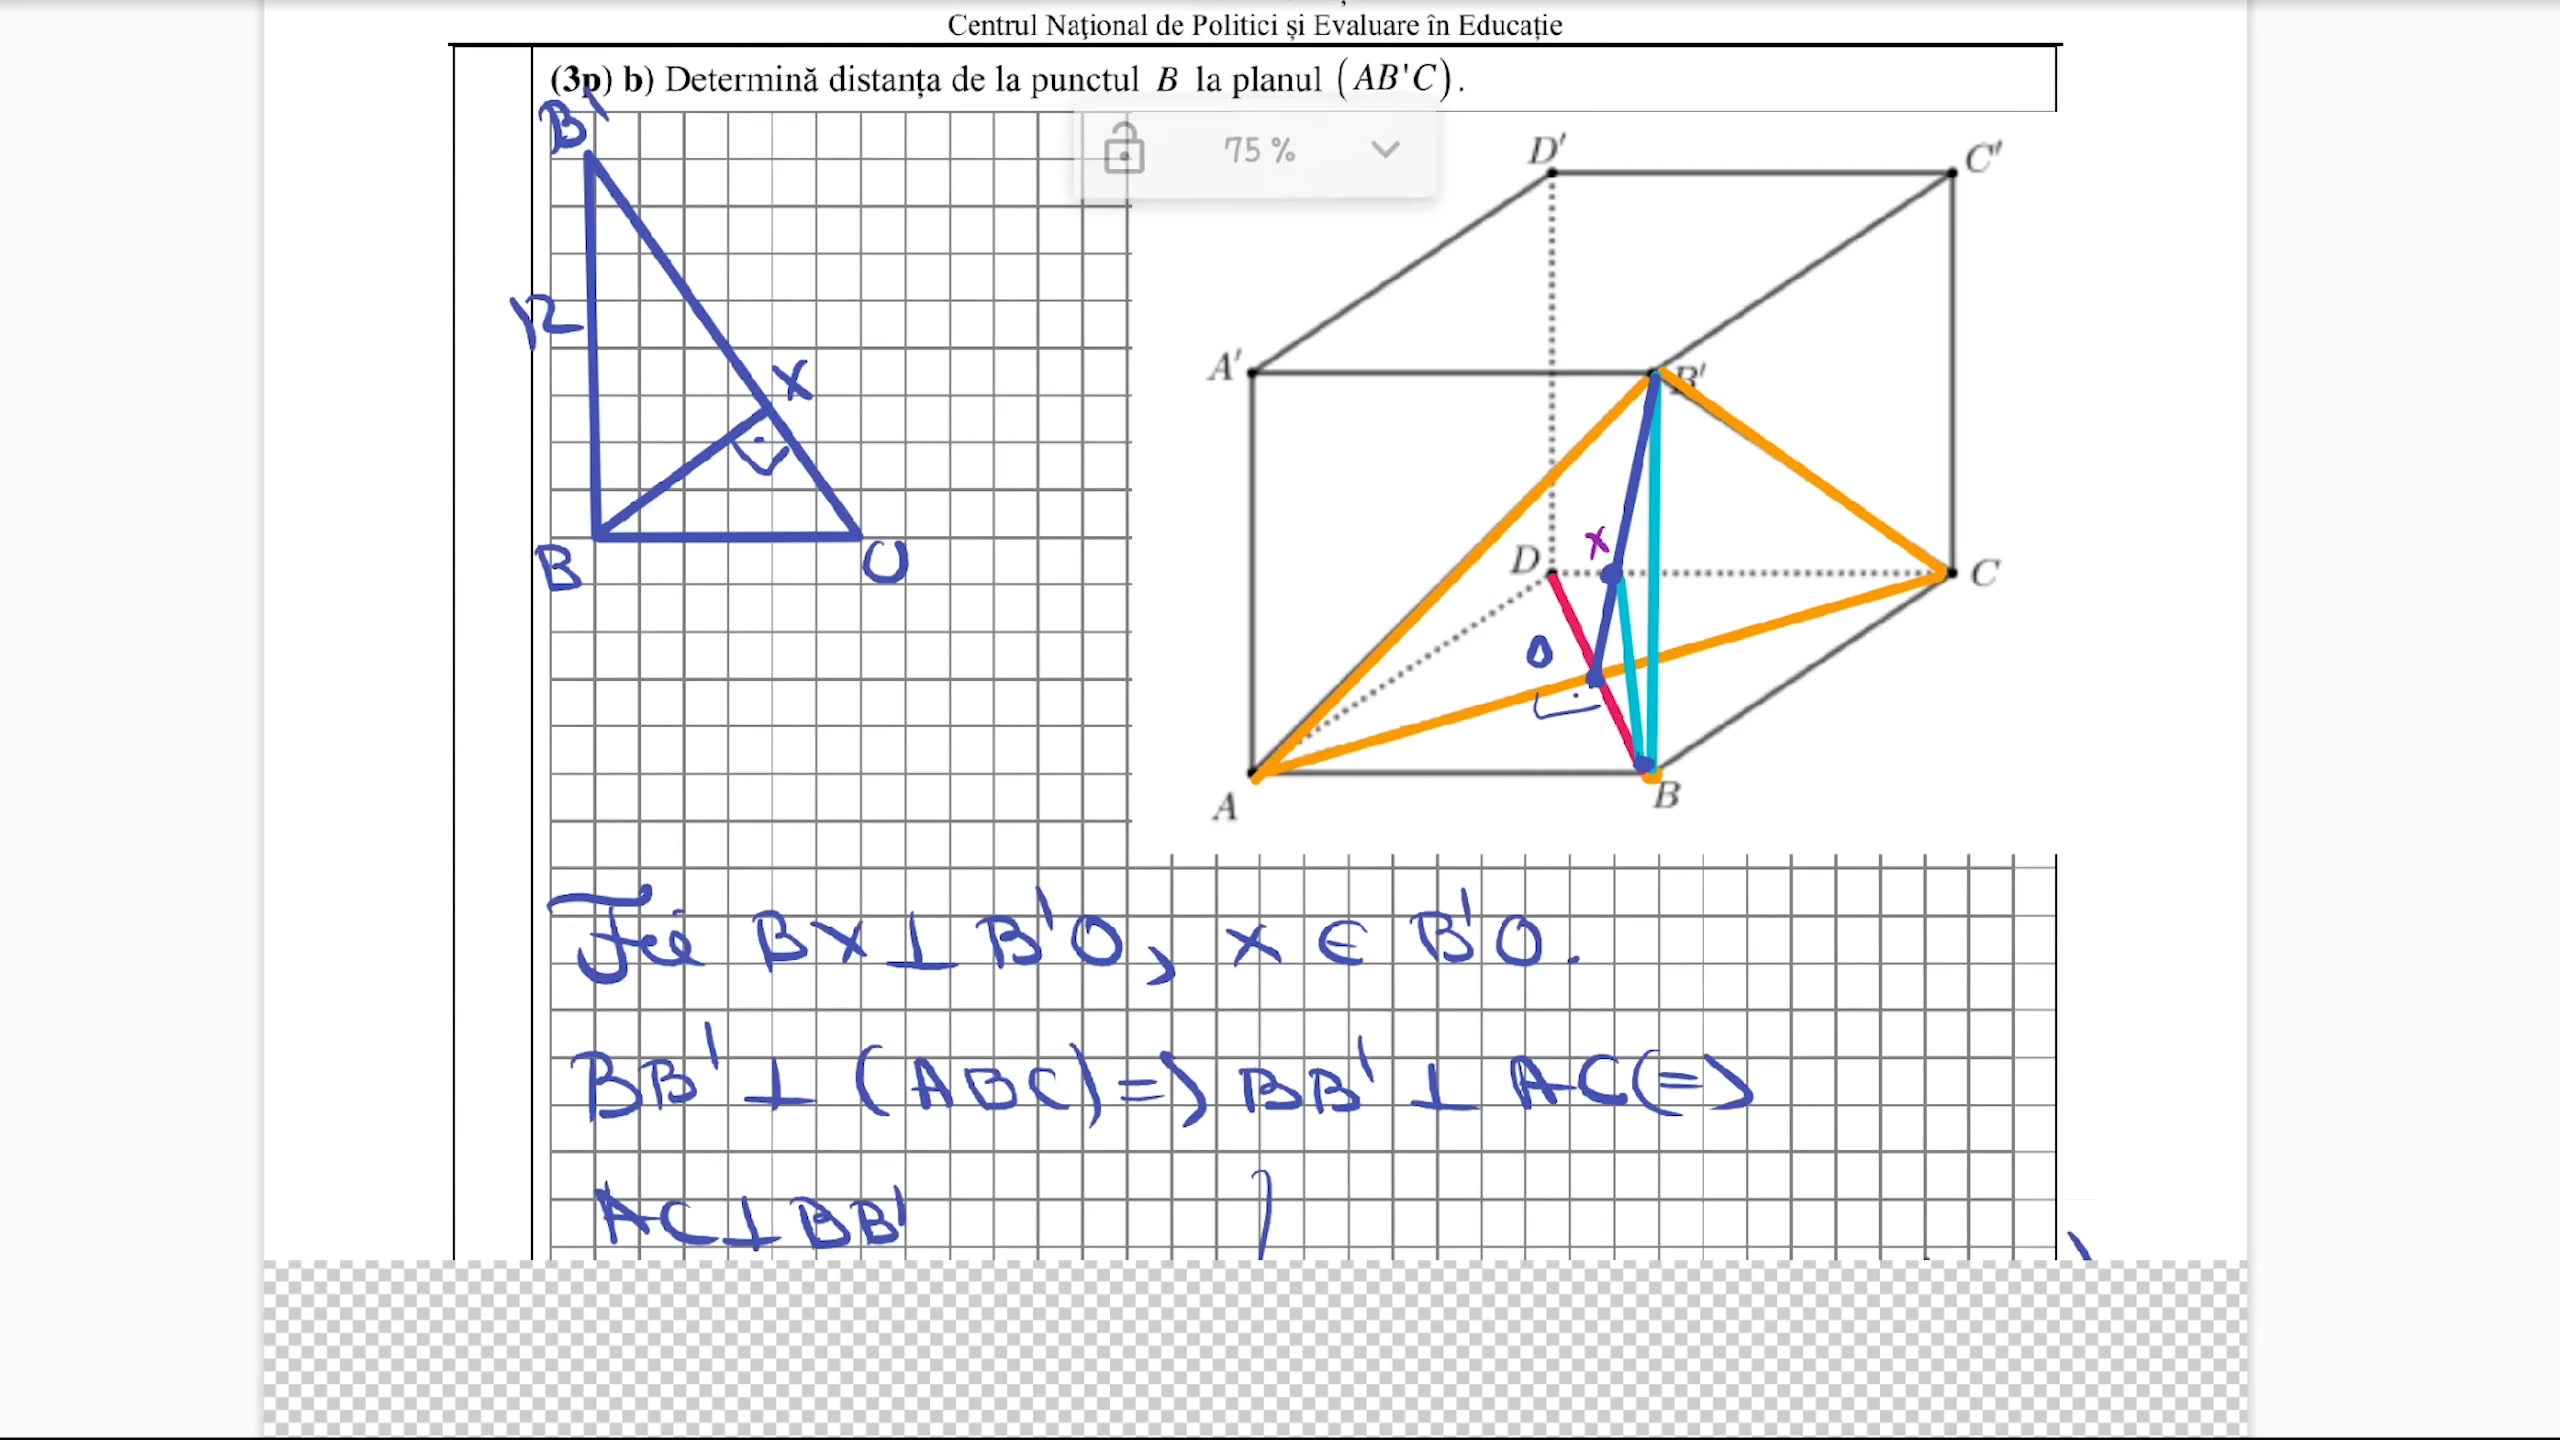 Centrul Naţional de Politici și Evaluare în Educație
(3p) b) Determină distanța de la punctul B la planul (AB'C).
75 %
B'
12
X
B
O
D'
C'
A'
B'
X
D
C
O
A
B
Fie BX⊥B'O, X ∈ B'O.
BB' ⊥ (ABC) => BB' ⊥ AC (=>
AC⊥BB'